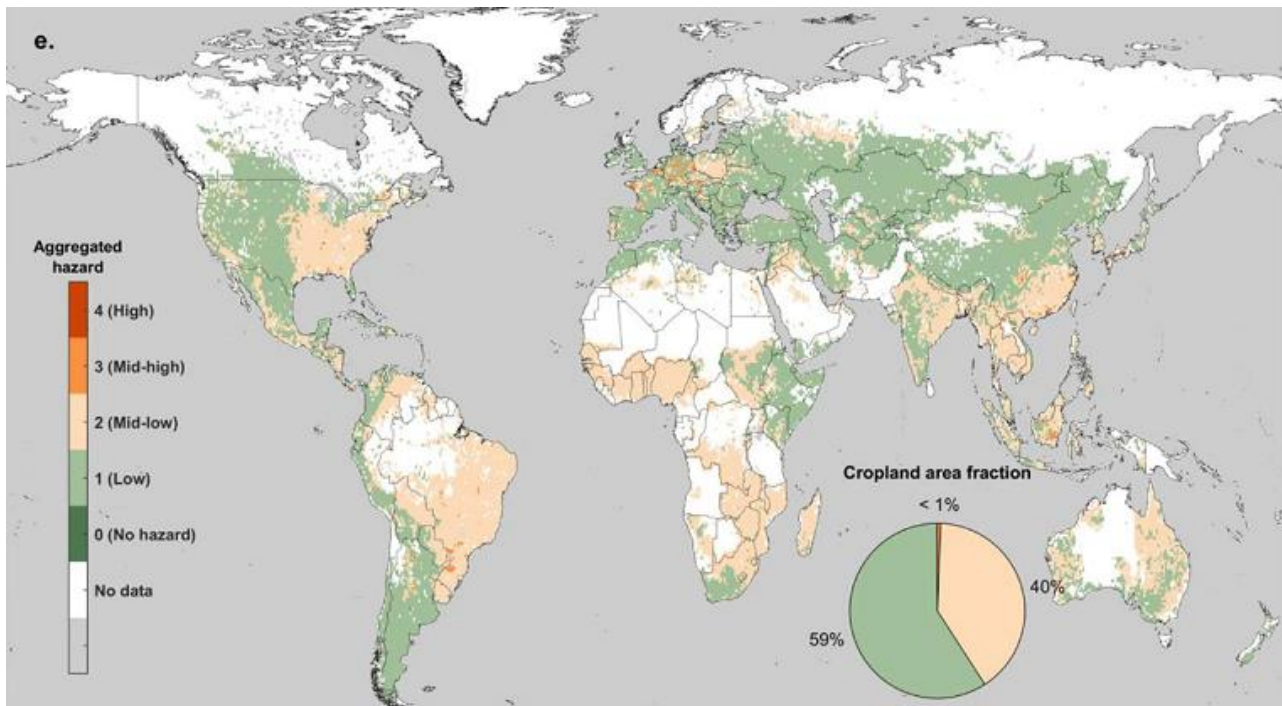 e.
Aggregated
hazard
4 (High)
3 (Mid-high)
2 (Mid-low)
1 (Low)
0 (No hazard)
No data
Cropland area fraction
< 1%
40%
59%